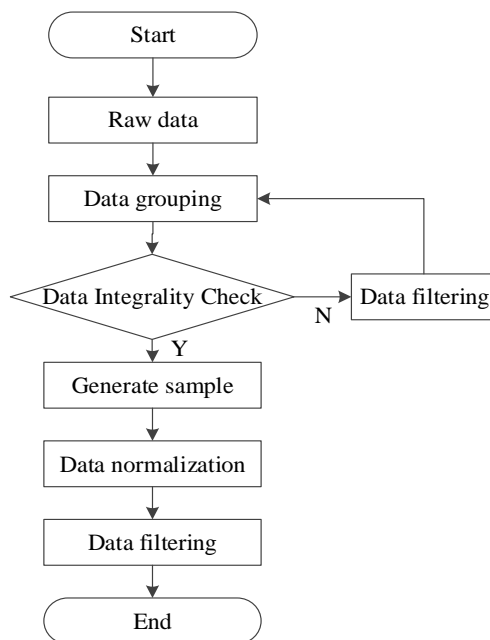 Start
Raw data
Data grouping
Data Integrality Check
N
Data filtering
Y
Generate sample
Data normalization
Data filtering
End